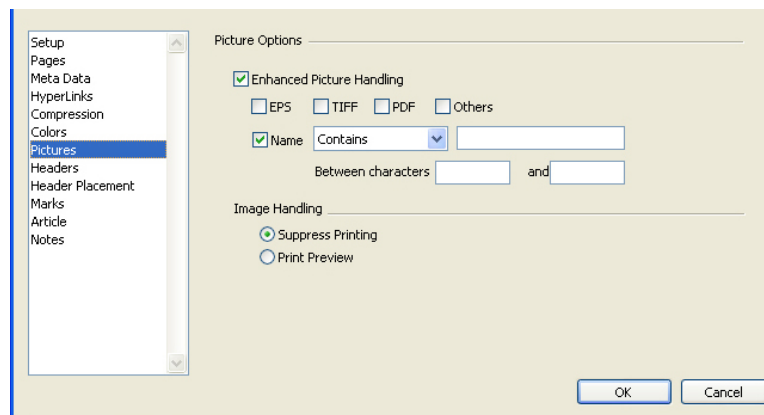 Setup
Pages
Meta Data
HyperLinks
Compression
Colors
Pictures
Headers
Header Placement
Marks
Article
Notes
Picture Options
Enhanced Picture Handling
EPS TIFF PDF Others
Name Contains
Between characters and
Image Handling
Suppress Printing
Print Preview
OK Cancel